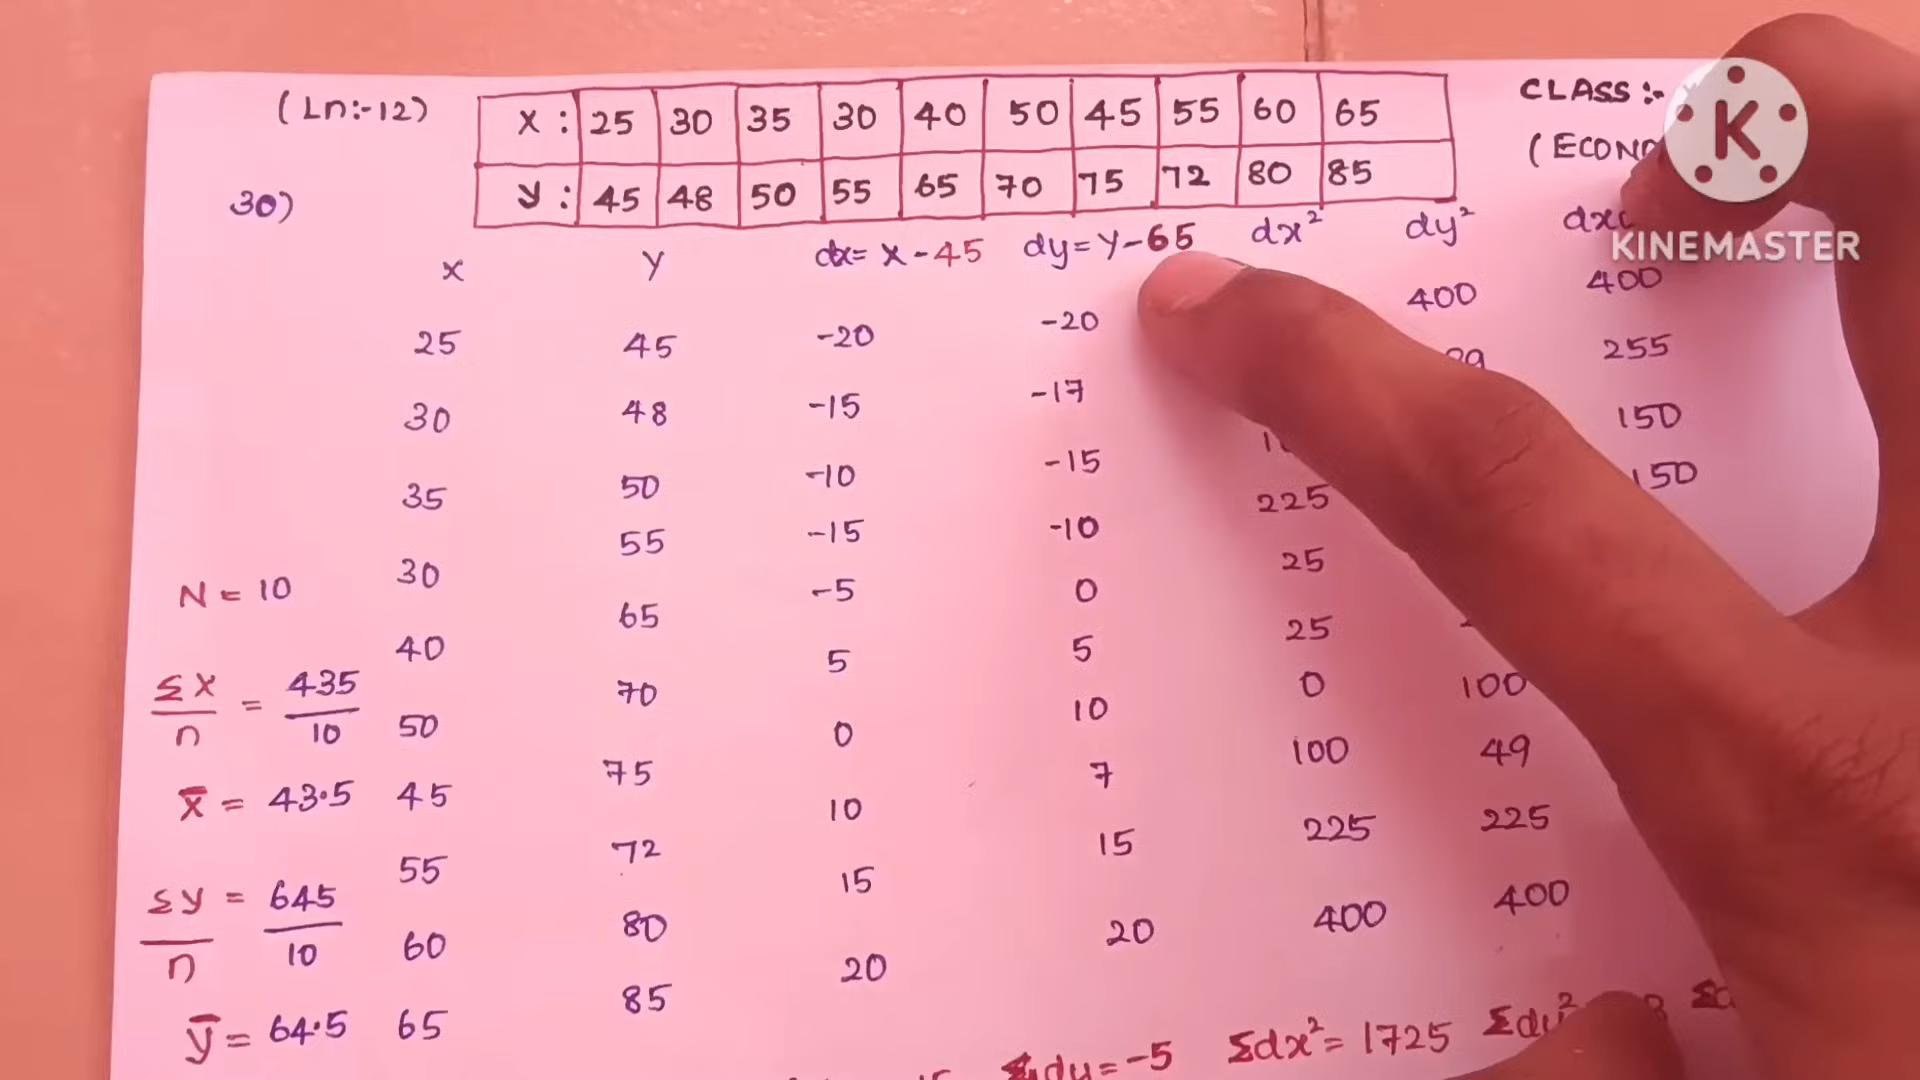 (Ln:-12)
CLASS :-
x : 25 30 35 30 40 50 45 55 60 65
(ECONO
K
30)
y : 45 48 50 55 65 70 75 72 80 85
KINEMASTER
x y dx = x - 45 dy = y - 65 dx² dy²
25 45 -20 -20 400 400
30 48 -15 -17 255
35 50 -10 -15 150
30 55 -15 -10 225 150
N = 10
40 65 -5 0 25
Σx/n = 435/10
50 70 5 5 25
x̄ = 43.5
45 75 0 10 0 100
55 72 10 7 100 49
Σy/n = 645/10
60 80 15 15 225 225
ȳ = 64.5
65 85 20 20 400 400
Σdy = -5 Σdx² = 1725 Σdy²